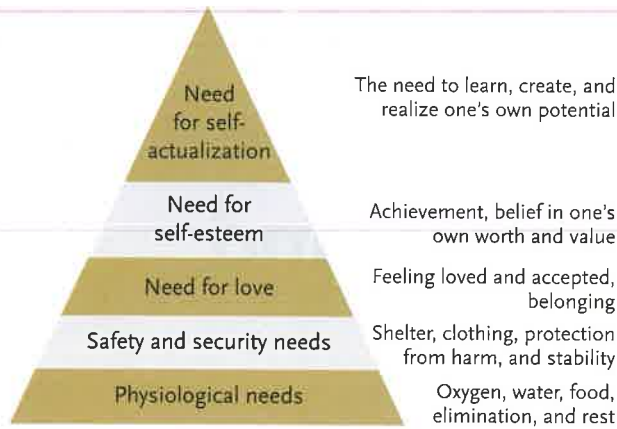 Need
for self-
actualization
The need to learn, create, and
realize one's own potential
Need for
self-esteem
Achievement, belief in one's
own worth and value
Need for love
Feeling loved and accepted,
belonging
Safety and security needs
Shelter, clothing, protection
from harm, and stability
Physiological needs
Oxygen, water, food,
elimination, and rest